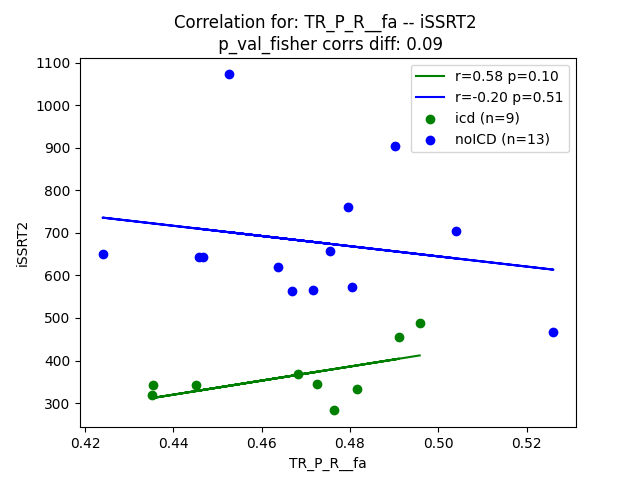 Correlation for: TR_P_R__fa -- iSSRT2
p_val_fisher corrs diff: 0.09
r=0.58 p=0.10
r=-0.20 p=0.51
icd (n=9)
noICD (n=13)
1100
1000
900
800
700
600
500
400
300
iSSRT2
0.42 0.44 0.46 0.48 0.50 0.52
TR_P_R__fa